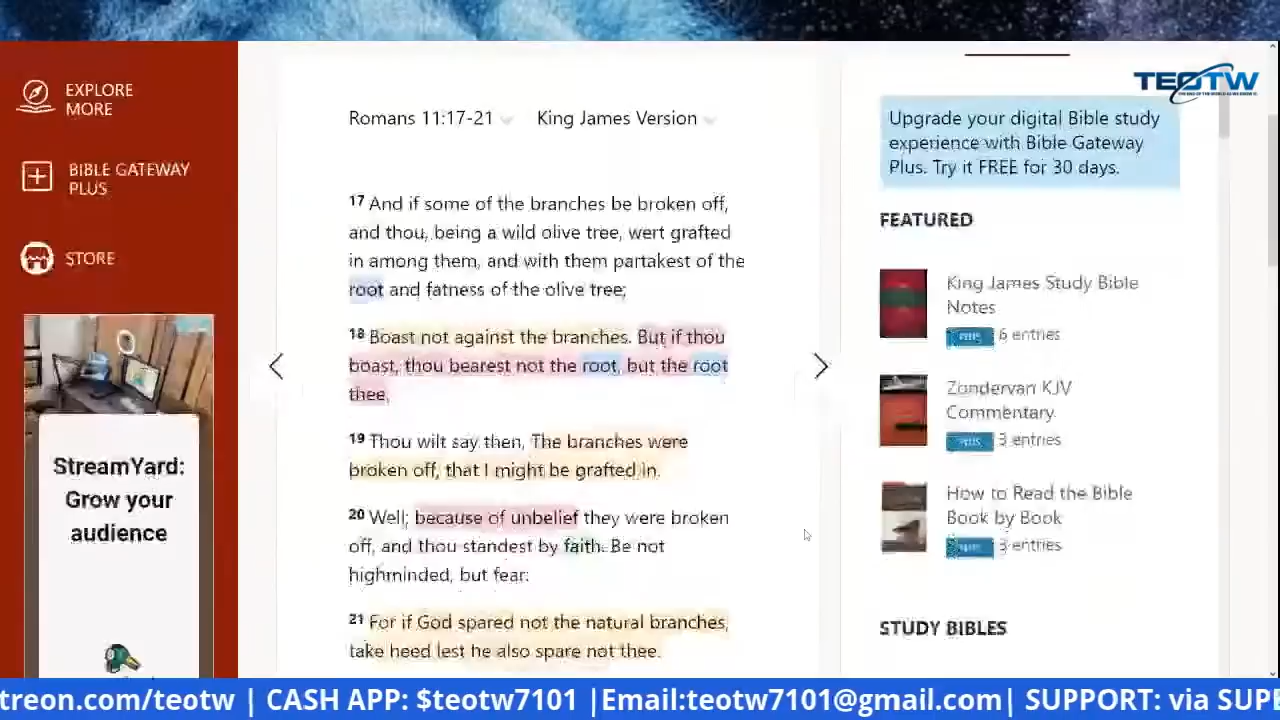 EXPLORE
MORE
BIBLE GATEWAY
PLUS
STORE
StreamYard:
Grow your
audience
Romans 11:17-21
King James Version
17 And if some of the branches be broken off,
and thou, being a wild olive tree, wert grafted
in among them, and with them partakest of the
root and fatness of the olive tree;
18 Boast not against the branches. But if thou
boast, thou bearest not the root, but the root
thee.
19 Thou wilt say then, The branches were
broken off, that I might be grafted in.
20 Well; because of unbelief they were broken
off, and thou standest by faith. Be not
highminded, but fear:
21 For if God spared not the natural branches,
take heed lest he also spare not thee.
TEOTW
Upgrade your digital Bible study
experience with Bible Gateway
Plus. Try it FREE for 30 days.
FEATURED
King James Study Bible
Notes
PLUS 6 entries
Zondervan KJV
Commentary
PLUS 3 entries
How to Read the Bible
Book by Book
PLUS 3 entries
STUDY BIBLES
treon.com/teotw | CASH APP: $teotw7101 |Email:teotw7101@gmail.com| SUPPORT: via SUPE